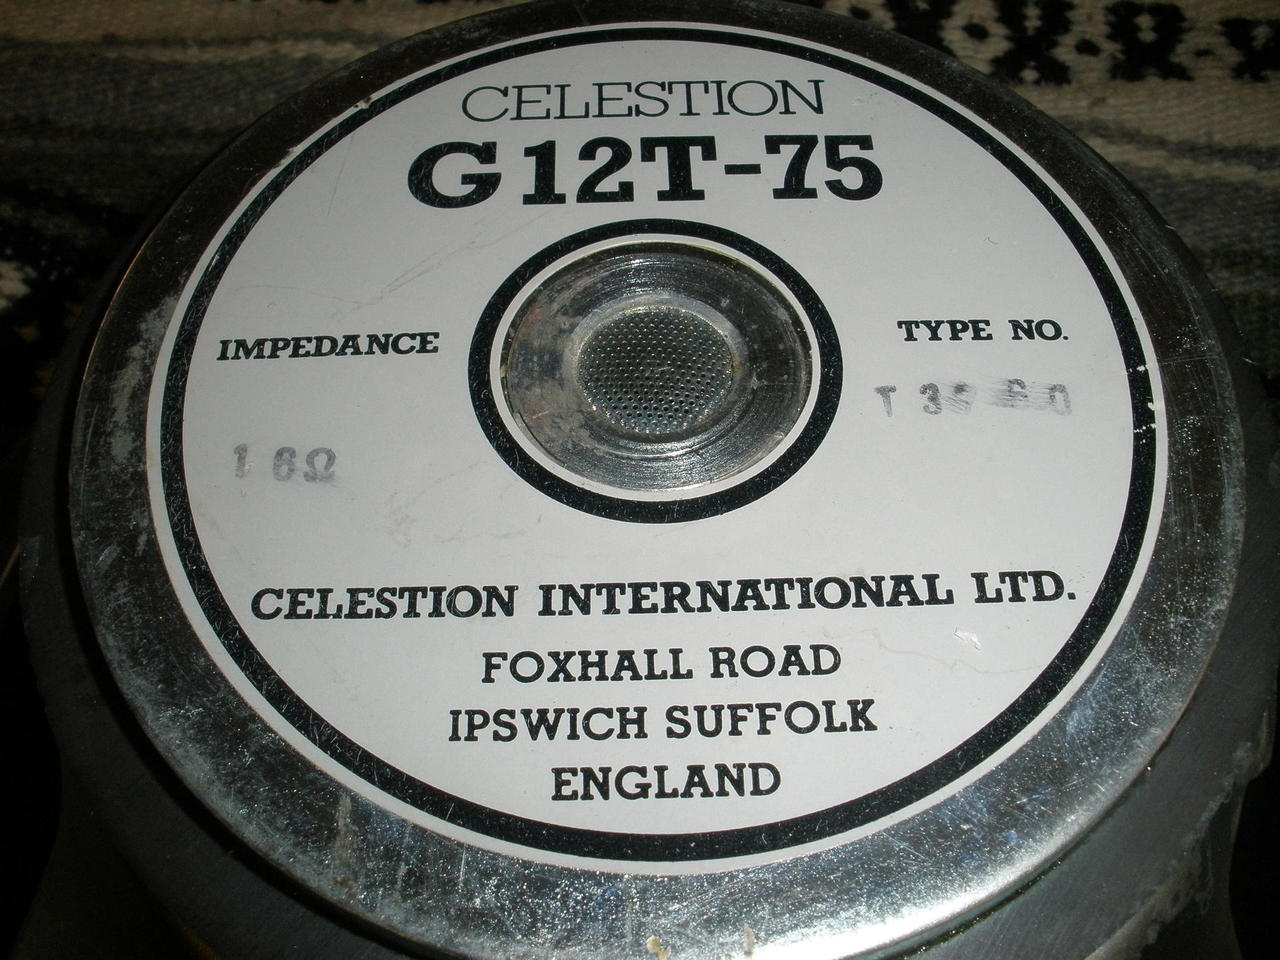 CELESTION
G12T-75
IMPEDANCE
TYPE NO.
16Ω
CELESTION INTERNATIONAL LTD.
FOXHALL ROAD
IPSWICH SUFFOLK
ENGLAND